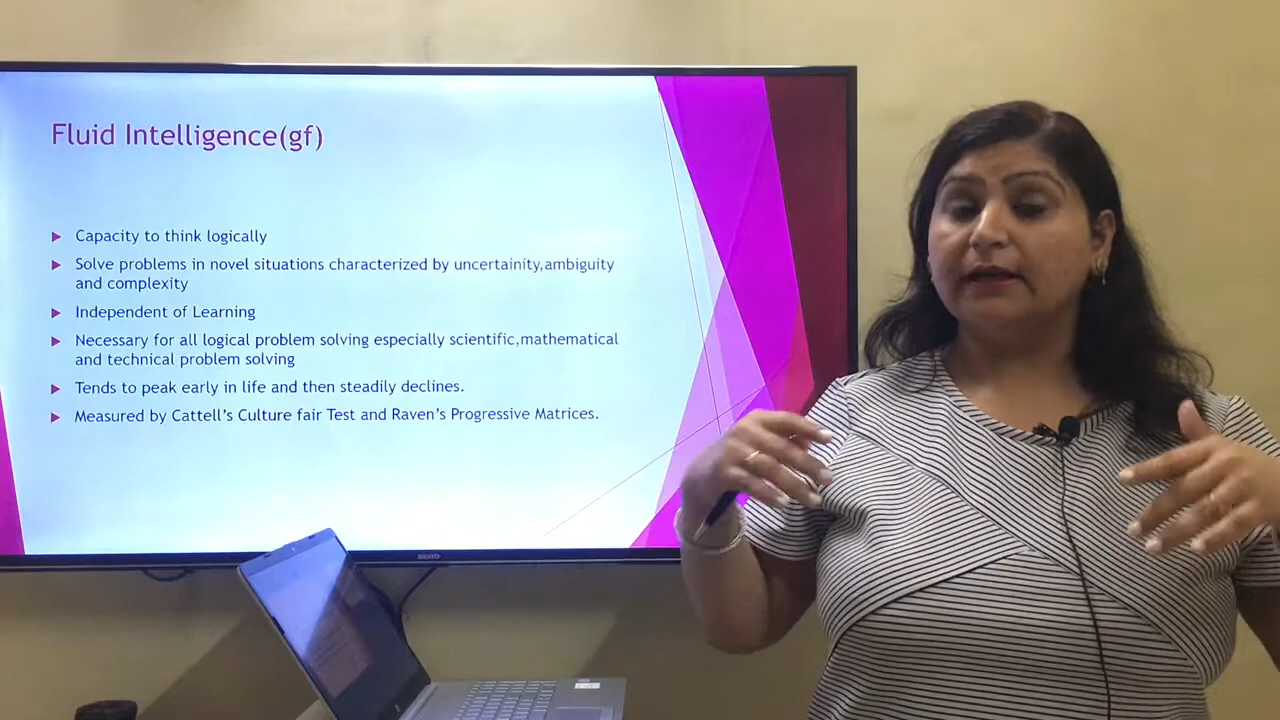 Fluid Intelligence(gf)
Capacity to think logically
Solve problems in novel situations characterized by uncertainity,ambiguity
and complexity
Independent of Learning
Necessary for all logical problem solving especially scientific,mathematical
and technical problem solving
Tends to peak early in life and then steadily declines.
Measured by Cattell's Culture fair Test and Raven's Progressive Matrices.